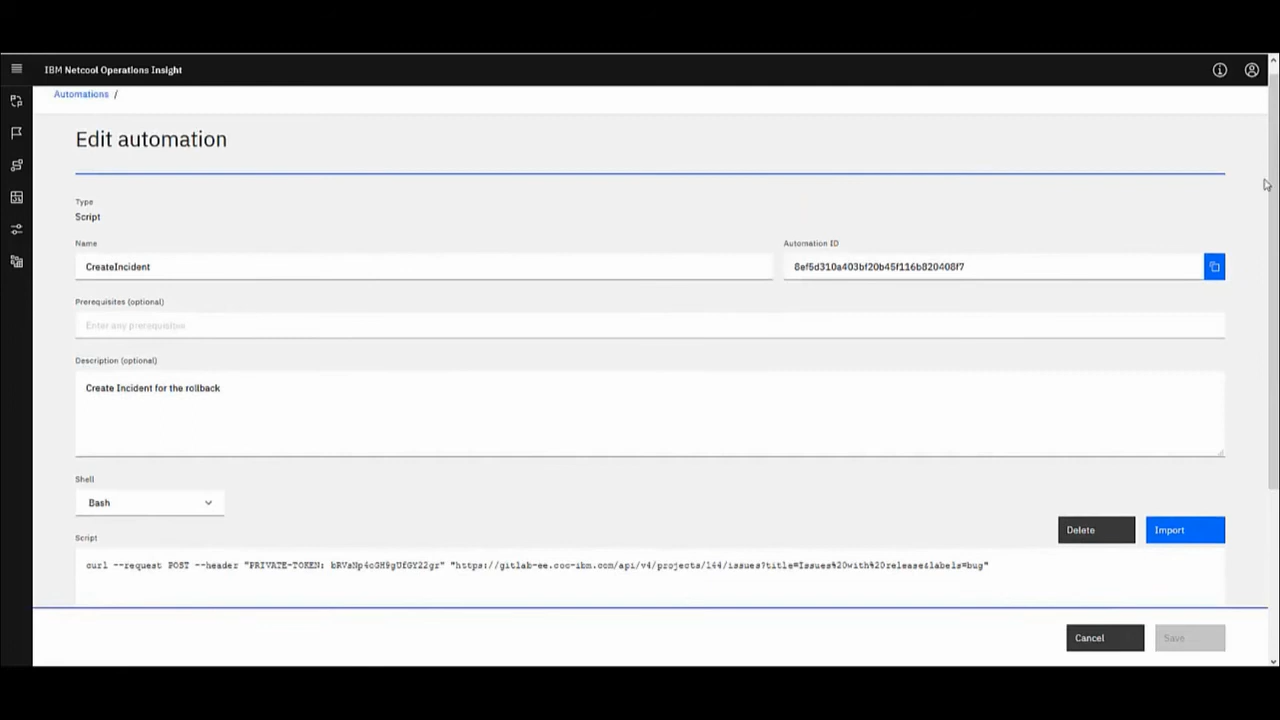 IBM Netcool Operations Insight
Automations /
Edit automation
Type
Script
Name
Automation ID
CreateIncident
8ef5d310a403bf20b45f116b820408f7
Prerequisites (optional)
Enter any prerequisites
Description (optional)
Create Incident for the rollback
Shell
Bash
Delete
Import
Script
curl --request POST --header "PRIVATE-TOKEN: "https://gitlab-ee.coc-ibm.com/api/v4/projects/144/issues?title=Issues%20with%20release&labels=bug"
Cancel
Save